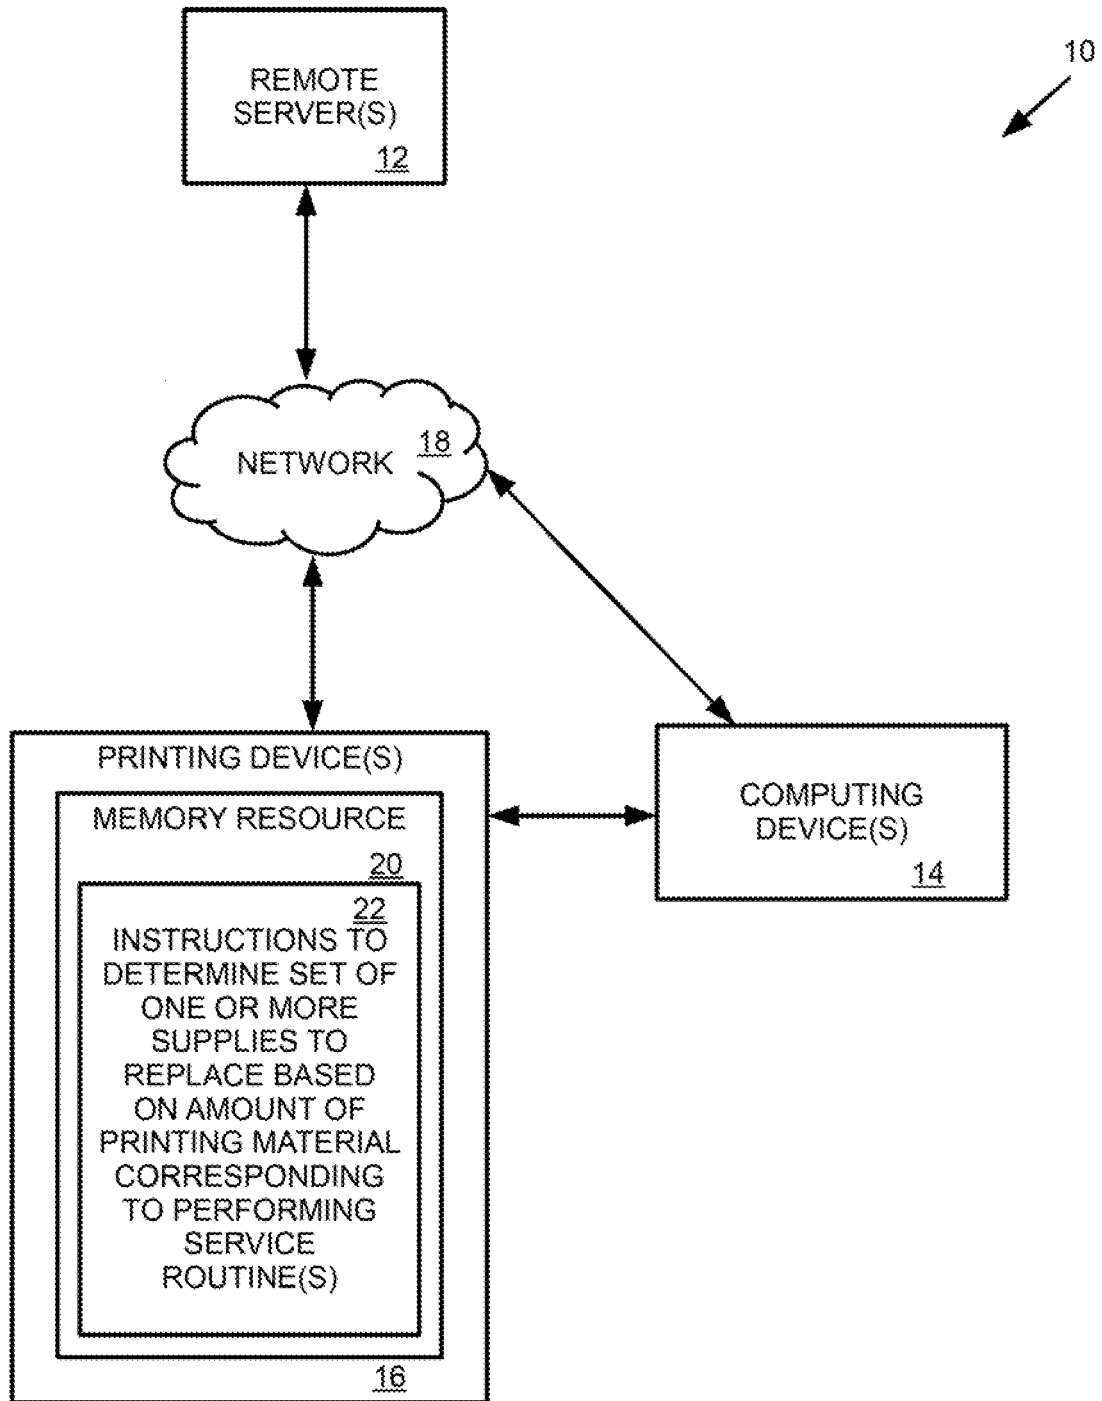 10
REMOTE
SERVER(S)
12
NETWORK 18
PRINTING DEVICE(S)
MEMORY RESOURCE
20
22
INSTRUCTIONS TO
DETERMINE SET OF
ONE OR MORE
SUPPLIES TO
REPLACE BASED
ON AMOUNT OF
PRINTING MATERIAL
CORRESPONDING
TO PERFORMING
SERVICE
ROUTINE(S)
16
COMPUTING
DEVICE(S)
14